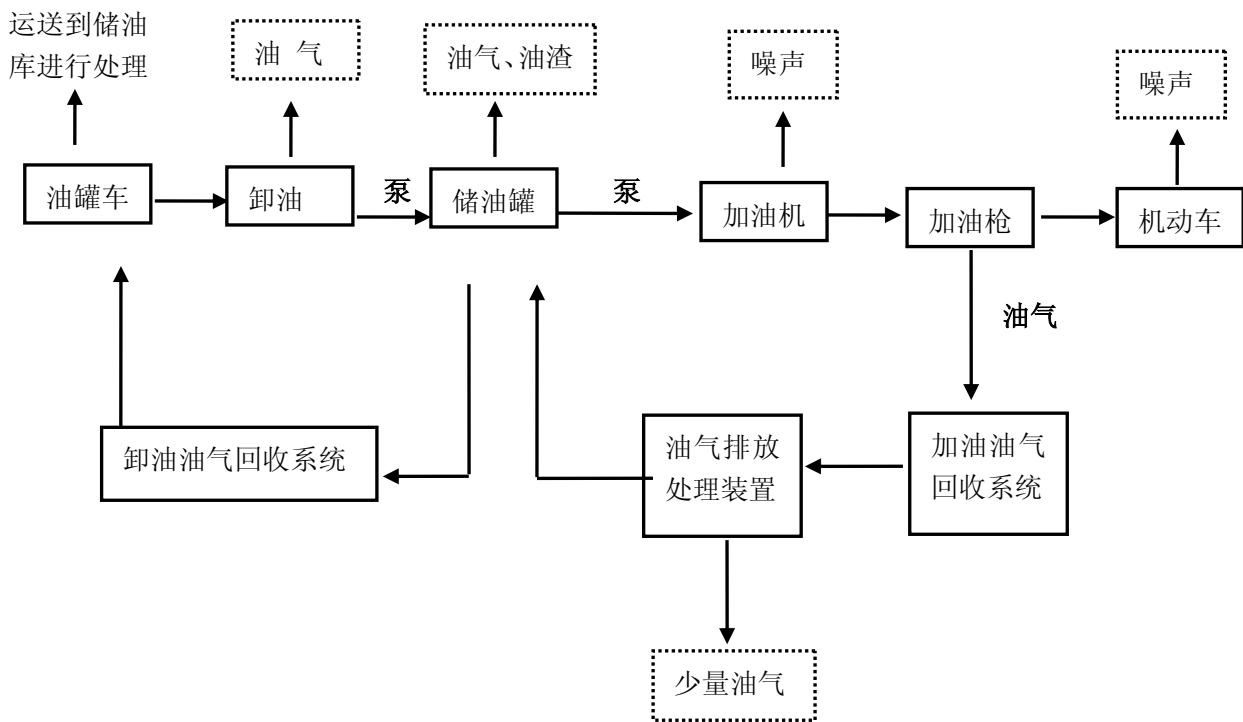 运送到储油
库进行处理
油 气
油气、油渣
噪声
噪声
油罐车
卸油
泵
储油罐
泵
加油机
加油枪
机动车
油气
卸油油气回收系统
油气排放
处理装置
加油油气
回收系统
少量油气